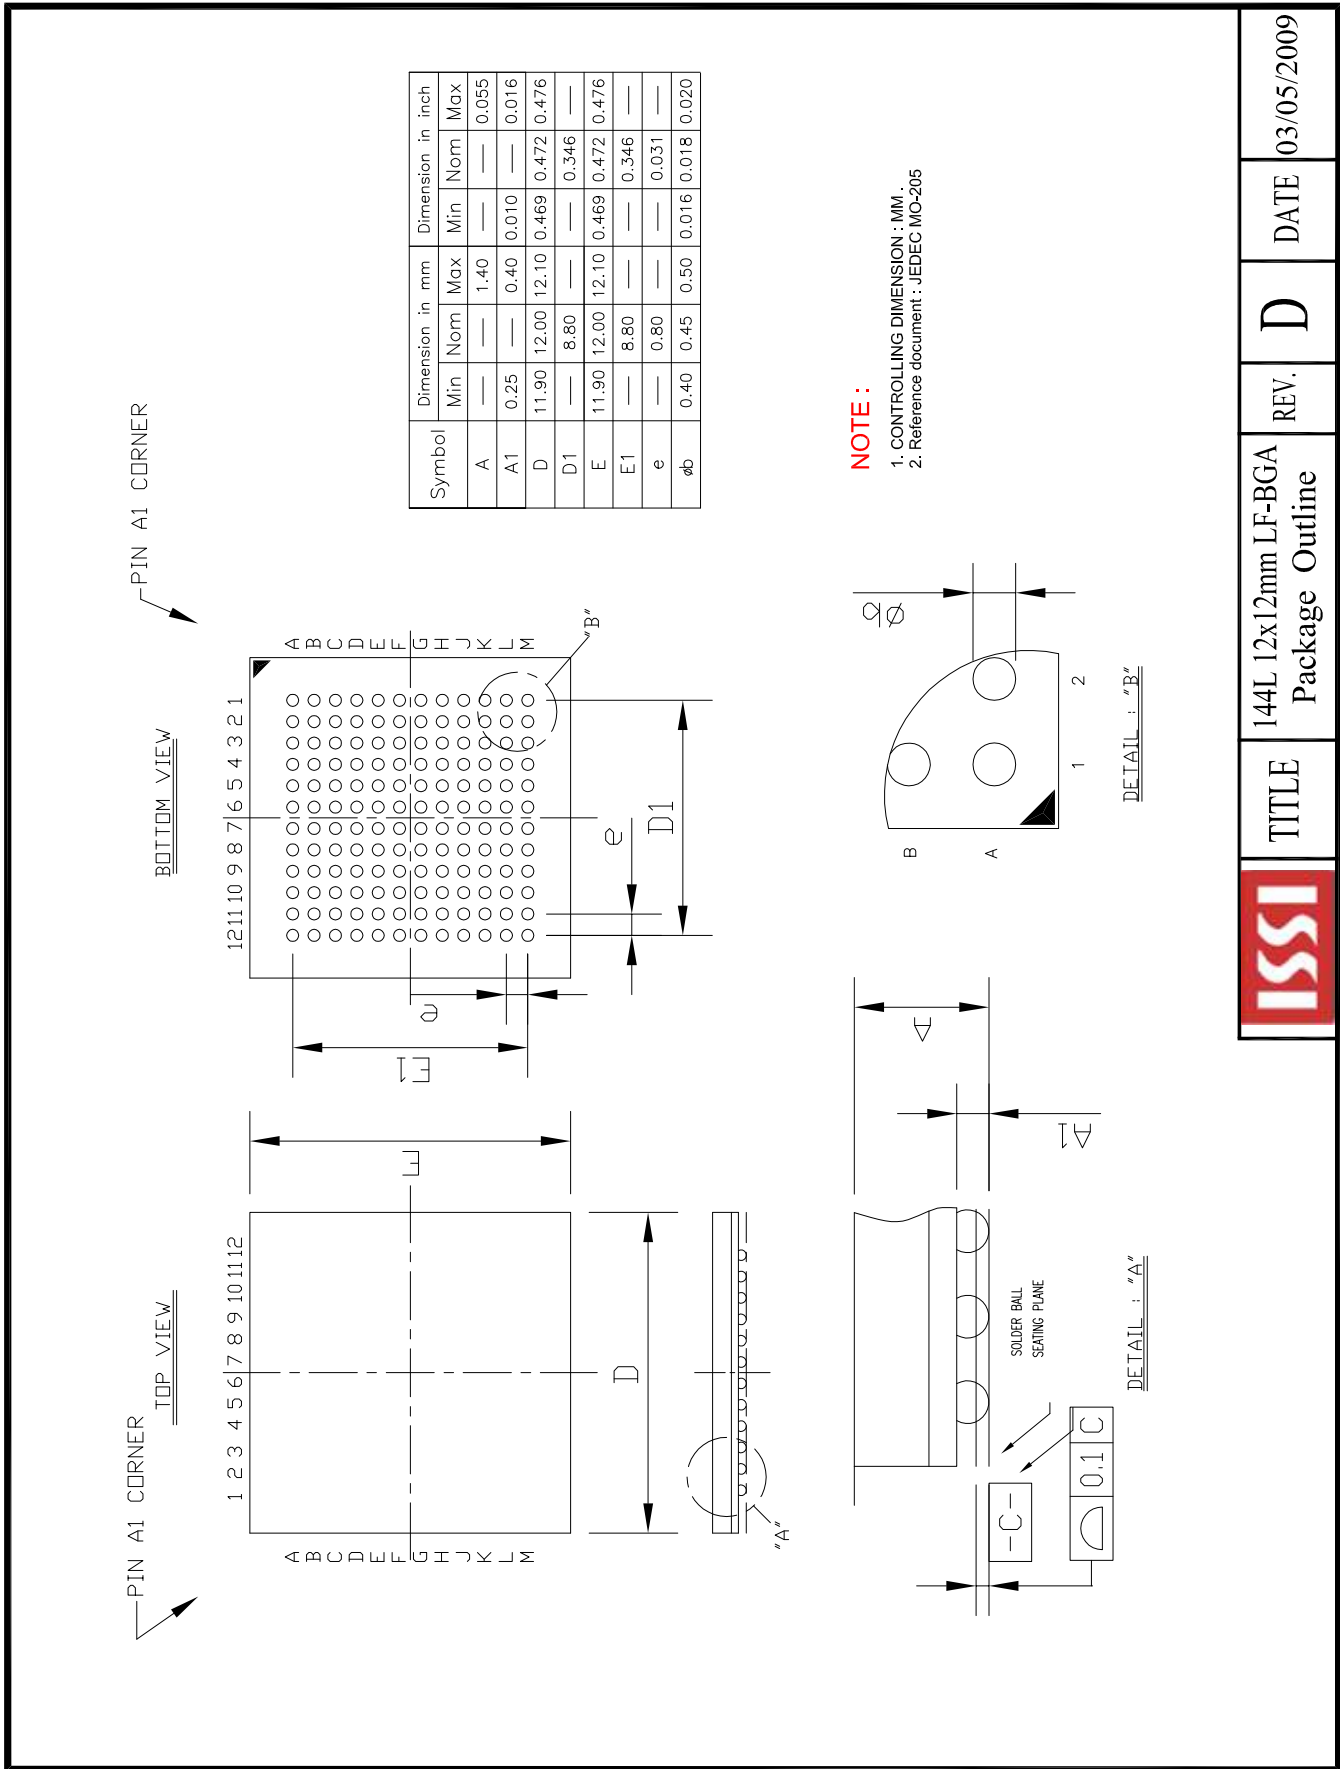 PIN A1 CORNER
TOP VIEW
1 2 3 4 5 6 7 8 9 10 11 12
A
B
C
D
E
F
G
H
J
K
L
M
E
D
"A"
PIN A1 CORNER
BOTTOM VIEW
12 11 10 9 8 7 6 5 4 3 2 1
A
B
C
D
E
F
G
H
J
K
L
M
"B"
E1
e
e
D1
Symbol Dimension in mm Dimension in inch
Min Nom Max Min Nom Max
A — — 1.40 — — 0.055
A1 0.25 — 0.40 0.010 — 0.016
D 11.90 12.00 12.10 0.469 0.472 0.476
D1 — 8.80 — — 0.346 —
E 11.90 12.00 12.10 0.469 0.472 0.476
E1 — 8.80 — — 0.346 —
e — 0.80 — — 0.031 —
øb 0.40 0.45 0.50 0.016 0.018 0.020
A
A1
SOLDER BALL
SEATING PLANE
-C-
0.1 C
DETAIL : "A"
Øb
B
A
1 2
DETAIL : "B"
NOTE :
1. CONTROLLING DIMENSION : MM .
2. Reference document : JEDEC MO-205
ISSI
TITLE
144L 12x12mm LF-BGA
Package Outline
REV.
D
DATE
03/05/2009